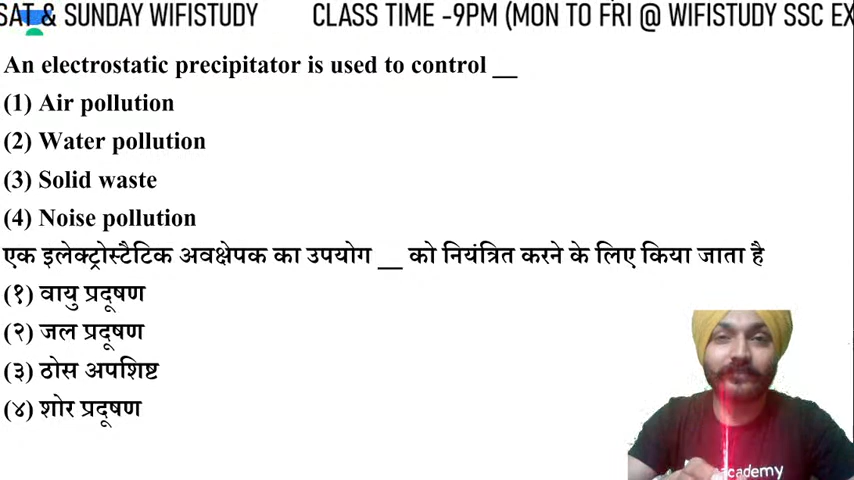 SAT & SUNDAY WIFISTUDY CLASS TIME -9PM (MON TO FRI @ WIFISTUDY SSC EX
An electrostatic precipitator is used to control __
(1) Air pollution
(2) Water pollution
(3) Solid waste
(4) Noise pollution
एक इलेक्ट्रोस्टैटिक अवक्षेपक का उपयोग __ को नियंत्रित करने के लिए किया जाता है
(१) वायु प्रदूषण
(२) जल प्रदूषण
(३) ठोस अपशिष्ट
(४) शोर प्रदूषण
academy